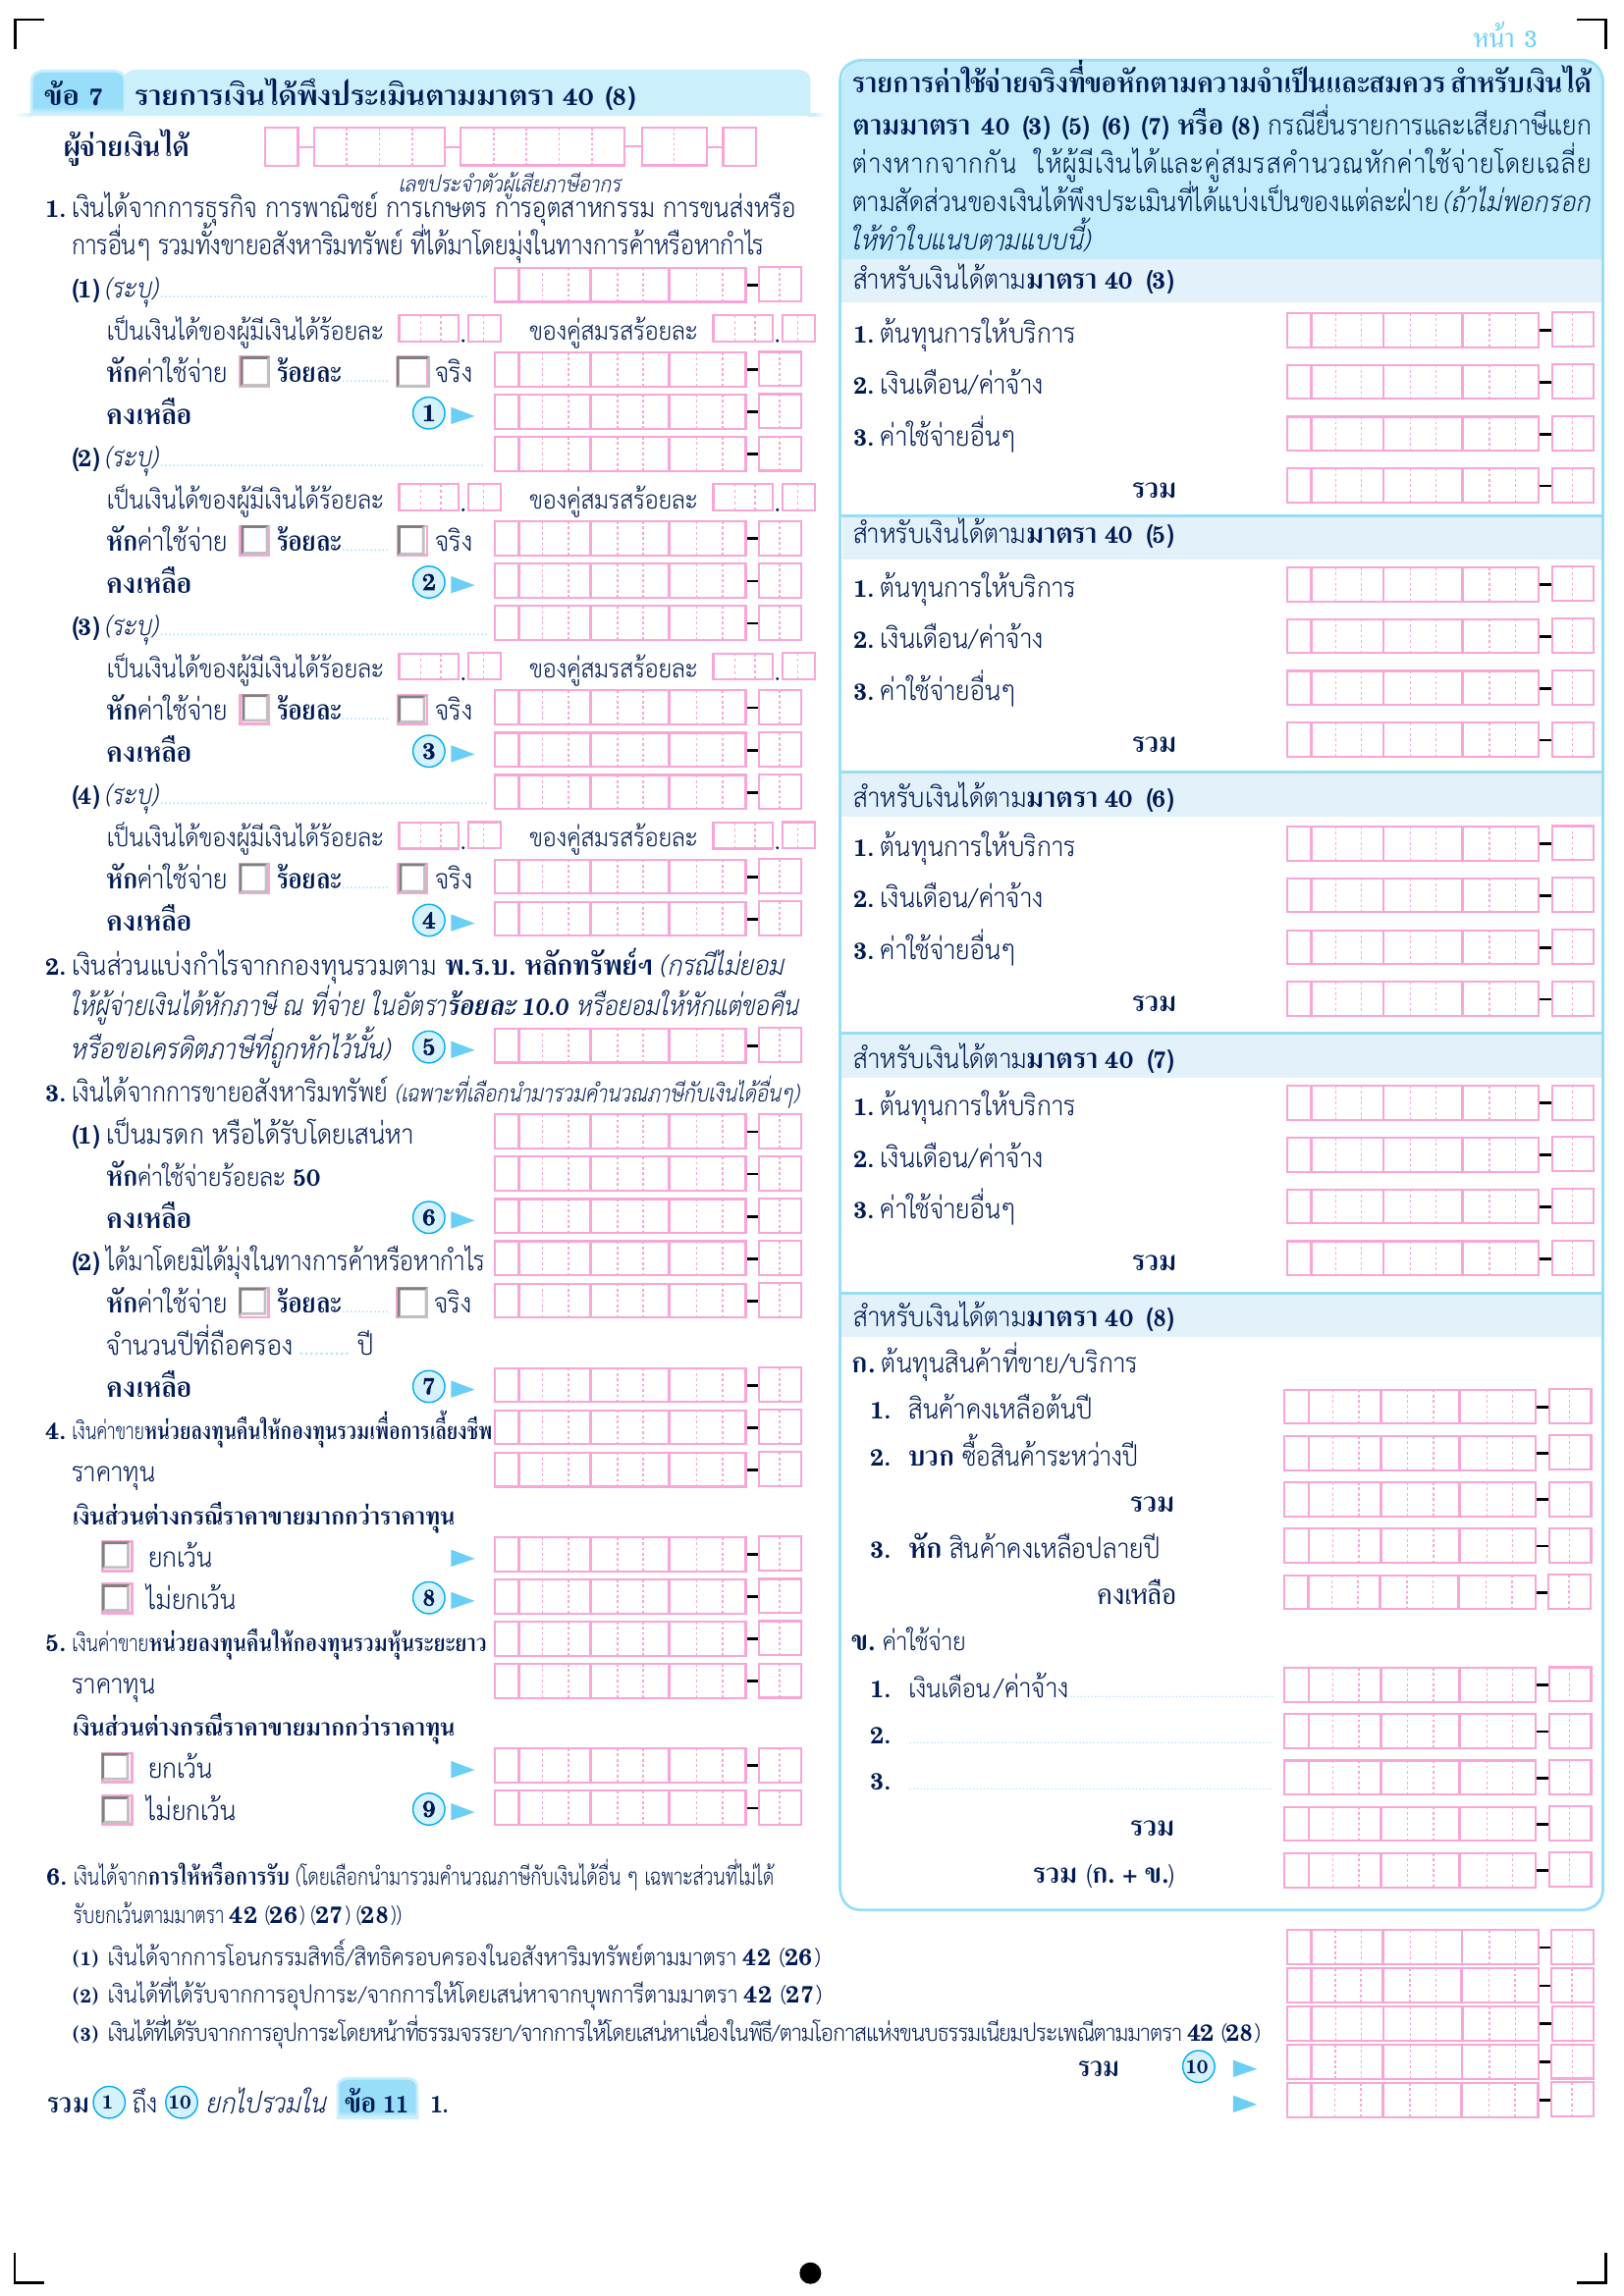 หน้า 3
ข้อ 7 รายการเงินได้พึงประเมินตามมาตรา 40 (8)
ผู้จ่ายเงินได้
เลขประจำตัวผู้เสียภาษีอากร
1. เงินได้จากการธุรกิจ การพาณิชย์ การเกษตร การอุตสาหกรรม การขนส่งหรือ
การอื่นๆ รวมทั้งขายอสังหาริมทรัพย์ ที่ได้มาโดยมุ่งในทางการค้าหรือหากำไร
(1) (ระบุ)
เป็นเงินได้ของผู้มีเงินได้ร้อยละ . ของคู่สมรสร้อยละ .
หักค่าใช้จ่าย ร้อยละ จริง
คงเหลือ 1
(2) (ระบุ)
เป็นเงินได้ของผู้มีเงินได้ร้อยละ . ของคู่สมรสร้อยละ .
หักค่าใช้จ่าย ร้อยละ จริง
คงเหลือ 2
(3) (ระบุ)
เป็นเงินได้ของผู้มีเงินได้ร้อยละ . ของคู่สมรสร้อยละ .
หักค่าใช้จ่าย ร้อยละ จริง
คงเหลือ 3
(4) (ระบุ)
เป็นเงินได้ของผู้มีเงินได้ร้อยละ . ของคู่สมรสร้อยละ .
หักค่าใช้จ่าย ร้อยละ จริง
คงเหลือ 4
2. เงินส่วนแบ่งกำไรจากกองทุนรวมตาม พ.ร.บ. หลักทรัพย์ฯ (กรณีไม่ยอม
ให้ผู้จ่ายเงินได้หักภาษี ณ ที่จ่าย ในอัตราร้อยละ 10.0 หรือยอมให้หักแต่ขอคืน
หรือขอเครดิตภาษีที่ถูกหักไว้นั้น) 5
3. เงินได้จากการขายอสังหาริมทรัพย์ (เฉพาะที่เลือกนำมารวมคำนวณภาษีกับเงินได้อื่นๆ)
(1) เป็นมรดก หรือได้รับโดยเสน่หา
หักค่าใช้จ่ายร้อยละ 50
คงเหลือ 6
(2) ได้มาโดยมิได้มุ่งในทางการค้าหรือหากำไร
หักค่าใช้จ่าย ร้อยละ จริง
จำนวนปีที่ถือครอง .......... ปี
คงเหลือ 7
4. เงินค่าขายหน่วยลงทุนคืนให้กองทุนรวมเพื่อการเลี้ยงชีพ
ราคาทุน
เงินส่วนต่างกรณีราคาขายมากกว่าราคาทุน
ยกเว้น
ไม่ยกเว้น 8
5. เงินค่าขายหน่วยลงทุนคืนให้กองทุนรวมหุ้นระยะยาว
ราคาทุน
เงินส่วนต่างกรณีราคาขายมากกว่าราคาทุน
ยกเว้น
ไม่ยกเว้น 9
รายการค่าใช้จ่ายจริงที่ขอหักตามความจำเป็นและสมควร สำหรับเงินได้
ตามมาตรา 40 (3) (5) (6) (7) หรือ (8) กรณียื่นรายการและเสียภาษีแยก
ต่างหากจากกัน ให้ผู้มีเงินได้และคู่สมรสคำนวณหักค่าใช้จ่ายโดยเฉลี่ย
ตามสัดส่วนของเงินได้พึงประเมินที่ได้แบ่งเป็นของแต่ละฝ่าย (ถ้าไม่พอกรอก
ให้ทำใบแนบตามแบบนี้)
สำหรับเงินได้ตามมาตรา 40 (3)
1. ต้นทุนการให้บริการ
2. เงินเดือน/ค่าจ้าง
3. ค่าใช้จ่ายอื่นๆ
รวม
สำหรับเงินได้ตามมาตรา 40 (5)
1. ต้นทุนการให้บริการ
2. เงินเดือน/ค่าจ้าง
3. ค่าใช้จ่ายอื่นๆ
รวม
สำหรับเงินได้ตามมาตรา 40 (6)
1. ต้นทุนการให้บริการ
2. เงินเดือน/ค่าจ้าง
3. ค่าใช้จ่ายอื่นๆ
รวม
สำหรับเงินได้ตามมาตรา 40 (7)
1. ต้นทุนการให้บริการ
2. เงินเดือน/ค่าจ้าง
3. ค่าใช้จ่ายอื่นๆ
รวม
สำหรับเงินได้ตามมาตรา 40 (8)
ก. ต้นทุนสินค้าที่ขาย/บริการ
1. สินค้าคงเหลือต้นปี
2. บวก ซื้อสินค้าระหว่างปี
รวม
3. หัก สินค้าคงเหลือปลายปี
คงเหลือ
ข. ค่าใช้จ่าย
1. เงินเดือน/ค่าจ้าง
2.
3.
รวม
รวม (ก. + ข.)
6. เงินได้จากการให้หรือการรับ (โดยเลือกนำมารวมคำนวณภาษีกับเงินได้อื่น ๆ เฉพาะส่วนที่ไม่ได้
รับยกเว้นตามมาตรา 42 (26) (27) (28))
(1) เงินได้จากการโอนกรรมสิทธิ์/สิทธิครอบครองในอสังหาริมทรัพย์ตามมาตรา 42 (26)
(2) เงินได้ที่ได้รับจากการอุปการะ/จากการให้โดยเสน่หาจากบุพการีตามมาตรา 42 (27)
(3) เงินได้ที่ได้รับจากการอุปการะโดยหน้าที่ธรรมจรรยา/จากการให้โดยเสน่หาเนื่องในพิธี/ตามโอกาสแห่งขนบธรรมเนียมประเพณีตามมาตรา 42 (28)
รวม 10
รวม 1 ถึง 10 ยกไปรวมใน ข้อ 11 1.